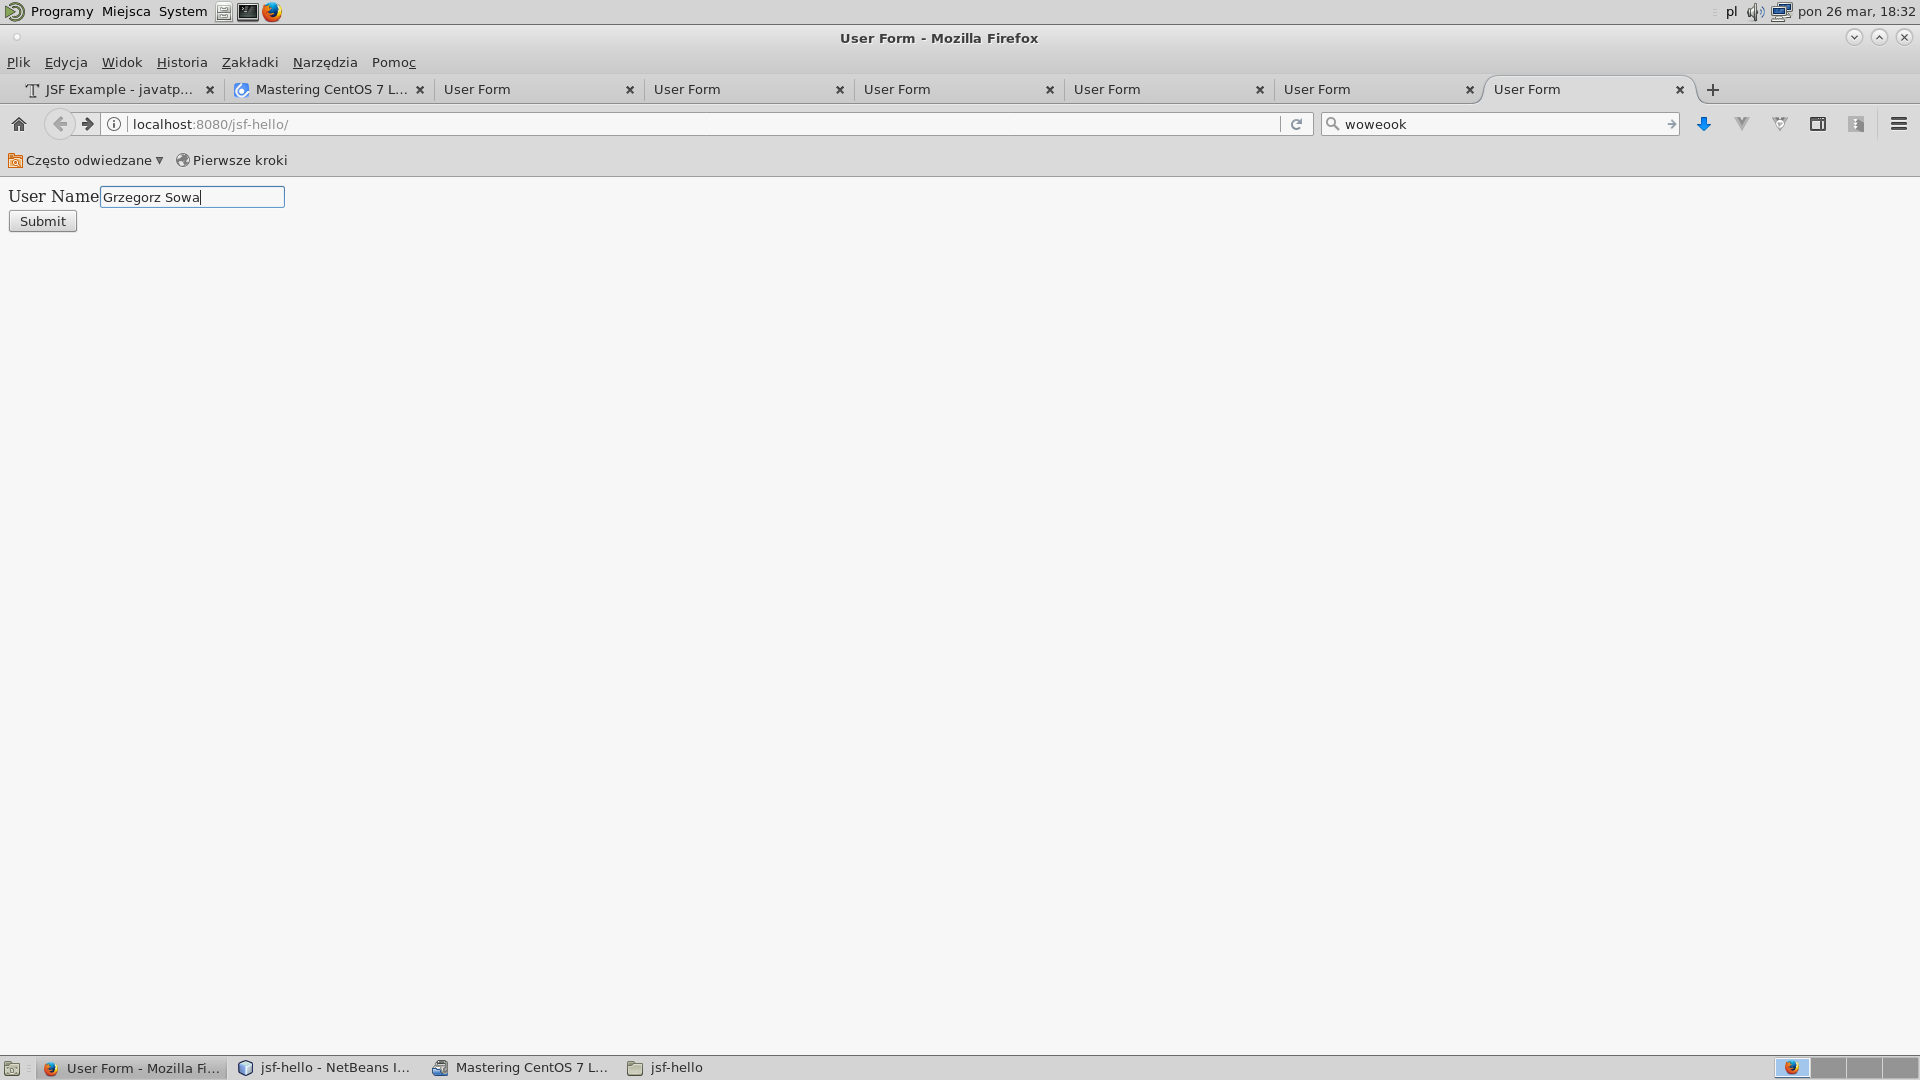 Programy Miejsca System pl pon 26 mar, 18:32
User Form - Mozilla Firefox
Plik Edycja Widok Historia Zakładki Narzędzia Pomoc
JSF Example - javatp... Mastering CentOS 7 L... User Form User Form User Form User Form User Form User Form
localhost:8080/jsf-hello/ woweook
Często odwiedzane Pierwsze kroki
User Name Grzegorz Sowa
Submit
User Form - Mozilla Fi... jsf-hello - NetBeans I... Mastering CentOS 7 L... jsf-hello